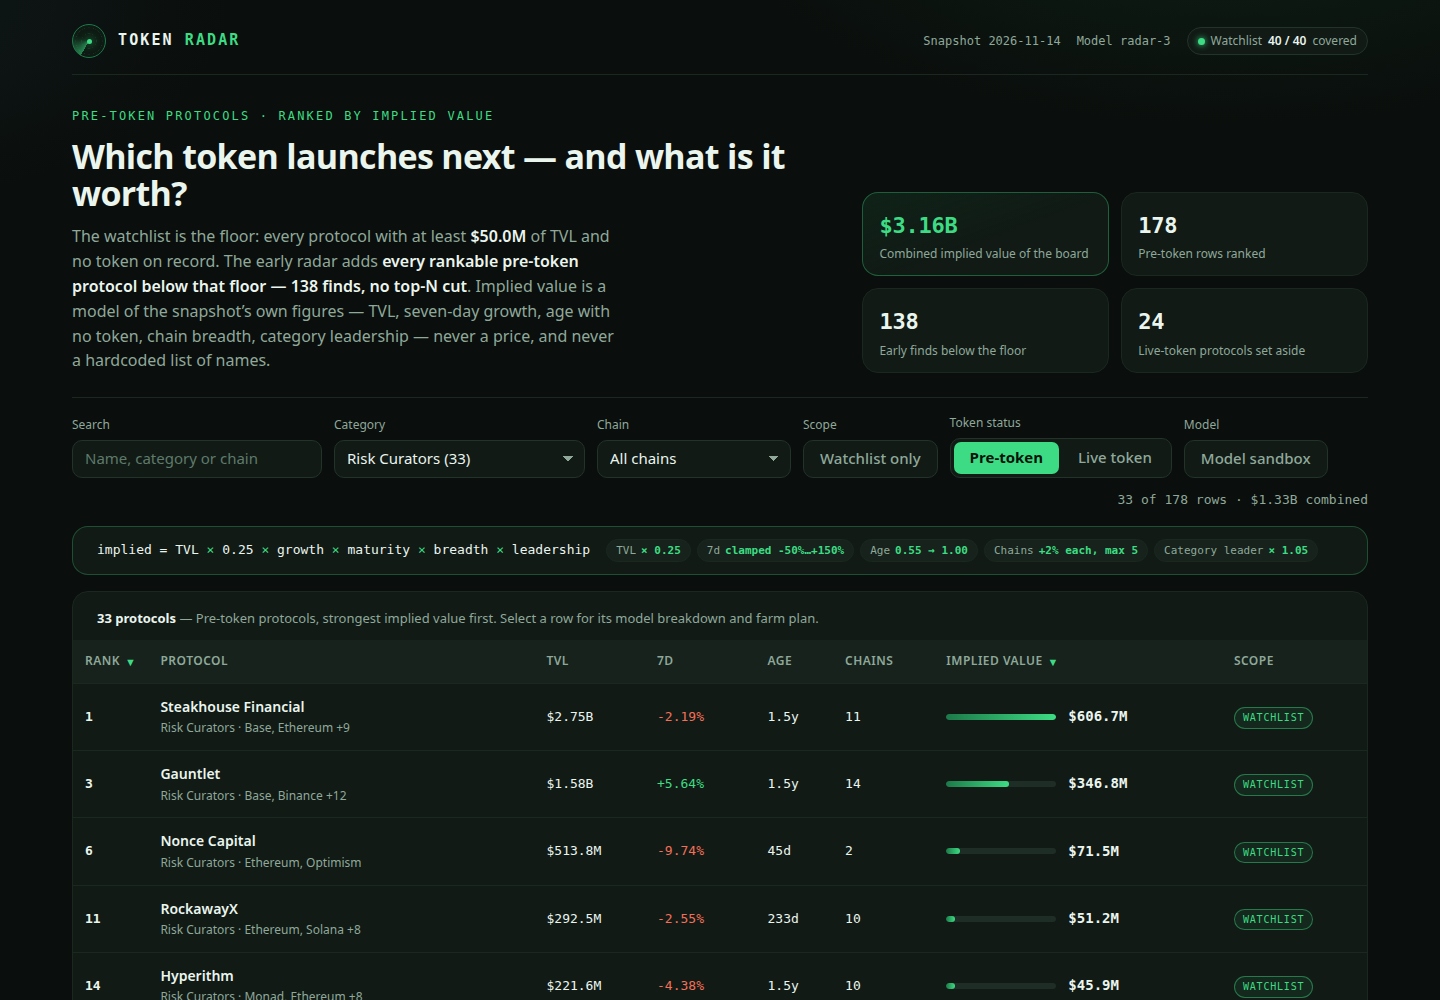 TOKEN RADAR
Snapshot 2026-11-14 Model radar-3 Watchlist 40 / 40 covered
PRE-TOKEN PROTOCOLS · RANKED BY IMPLIED VALUE
Which token launches next — and what is it
worth?
The watchlist is the floor: every protocol with at least $50.0M of TVL and
no token on record. The early radar adds every rankable pre-token
protocol below that floor — 138 finds, no top-N cut. Implied value is a
model of the snapshot's own figures — TVL, seven-day growth, age with
no token, chain breadth, category leadership — never a price, and never
a hardcoded list of names.
$3.16B
Combined implied value of the board
178
Pre-token rows ranked
138
Early finds below the floor
24
Live-token protocols set aside
Search Category Chain Scope Token status Model
Name, category or chain Risk Curators (33) All chains Watchlist only Pre-token Live token Model sandbox
33 of 178 rows · $1.33B combined
implied = TVL × 0.25 × growth × maturity × breadth × leadership TVL × 0.25 7d clamped -50%…+150% Age 0.55 → 1.00 Chains +2% each, max 5 Category leader × 1.05
33 protocols — Pre-token protocols, strongest implied value first. Select a row for its model breakdown and farm plan.
RANK ▼ PROTOCOL TVL 7D AGE CHAINS IMPLIED VALUE ▼ SCOPE
1 Steakhouse Financial $2.75B -2.19% 1.5y 11 $606.7M WATCHLIST
Risk Curators · Base, Ethereum +9
3 Gauntlet $1.58B +5.64% 1.5y 14 $346.8M WATCHLIST
Risk Curators · Base, Binance +12
6 Nonce Capital $513.8M -9.74% 45d 2 $71.5M WATCHLIST
Risk Curators · Ethereum, Optimism
11 RockawayX $292.5M -2.55% 233d 10 $51.2M WATCHLIST
Risk Curators · Ethereum, Solana +8
14 Hyperithm $221.6M -4.38% 1.5y 10 $45.9M WATCHLIST
Risk Curators · Monad, Ethereum +8